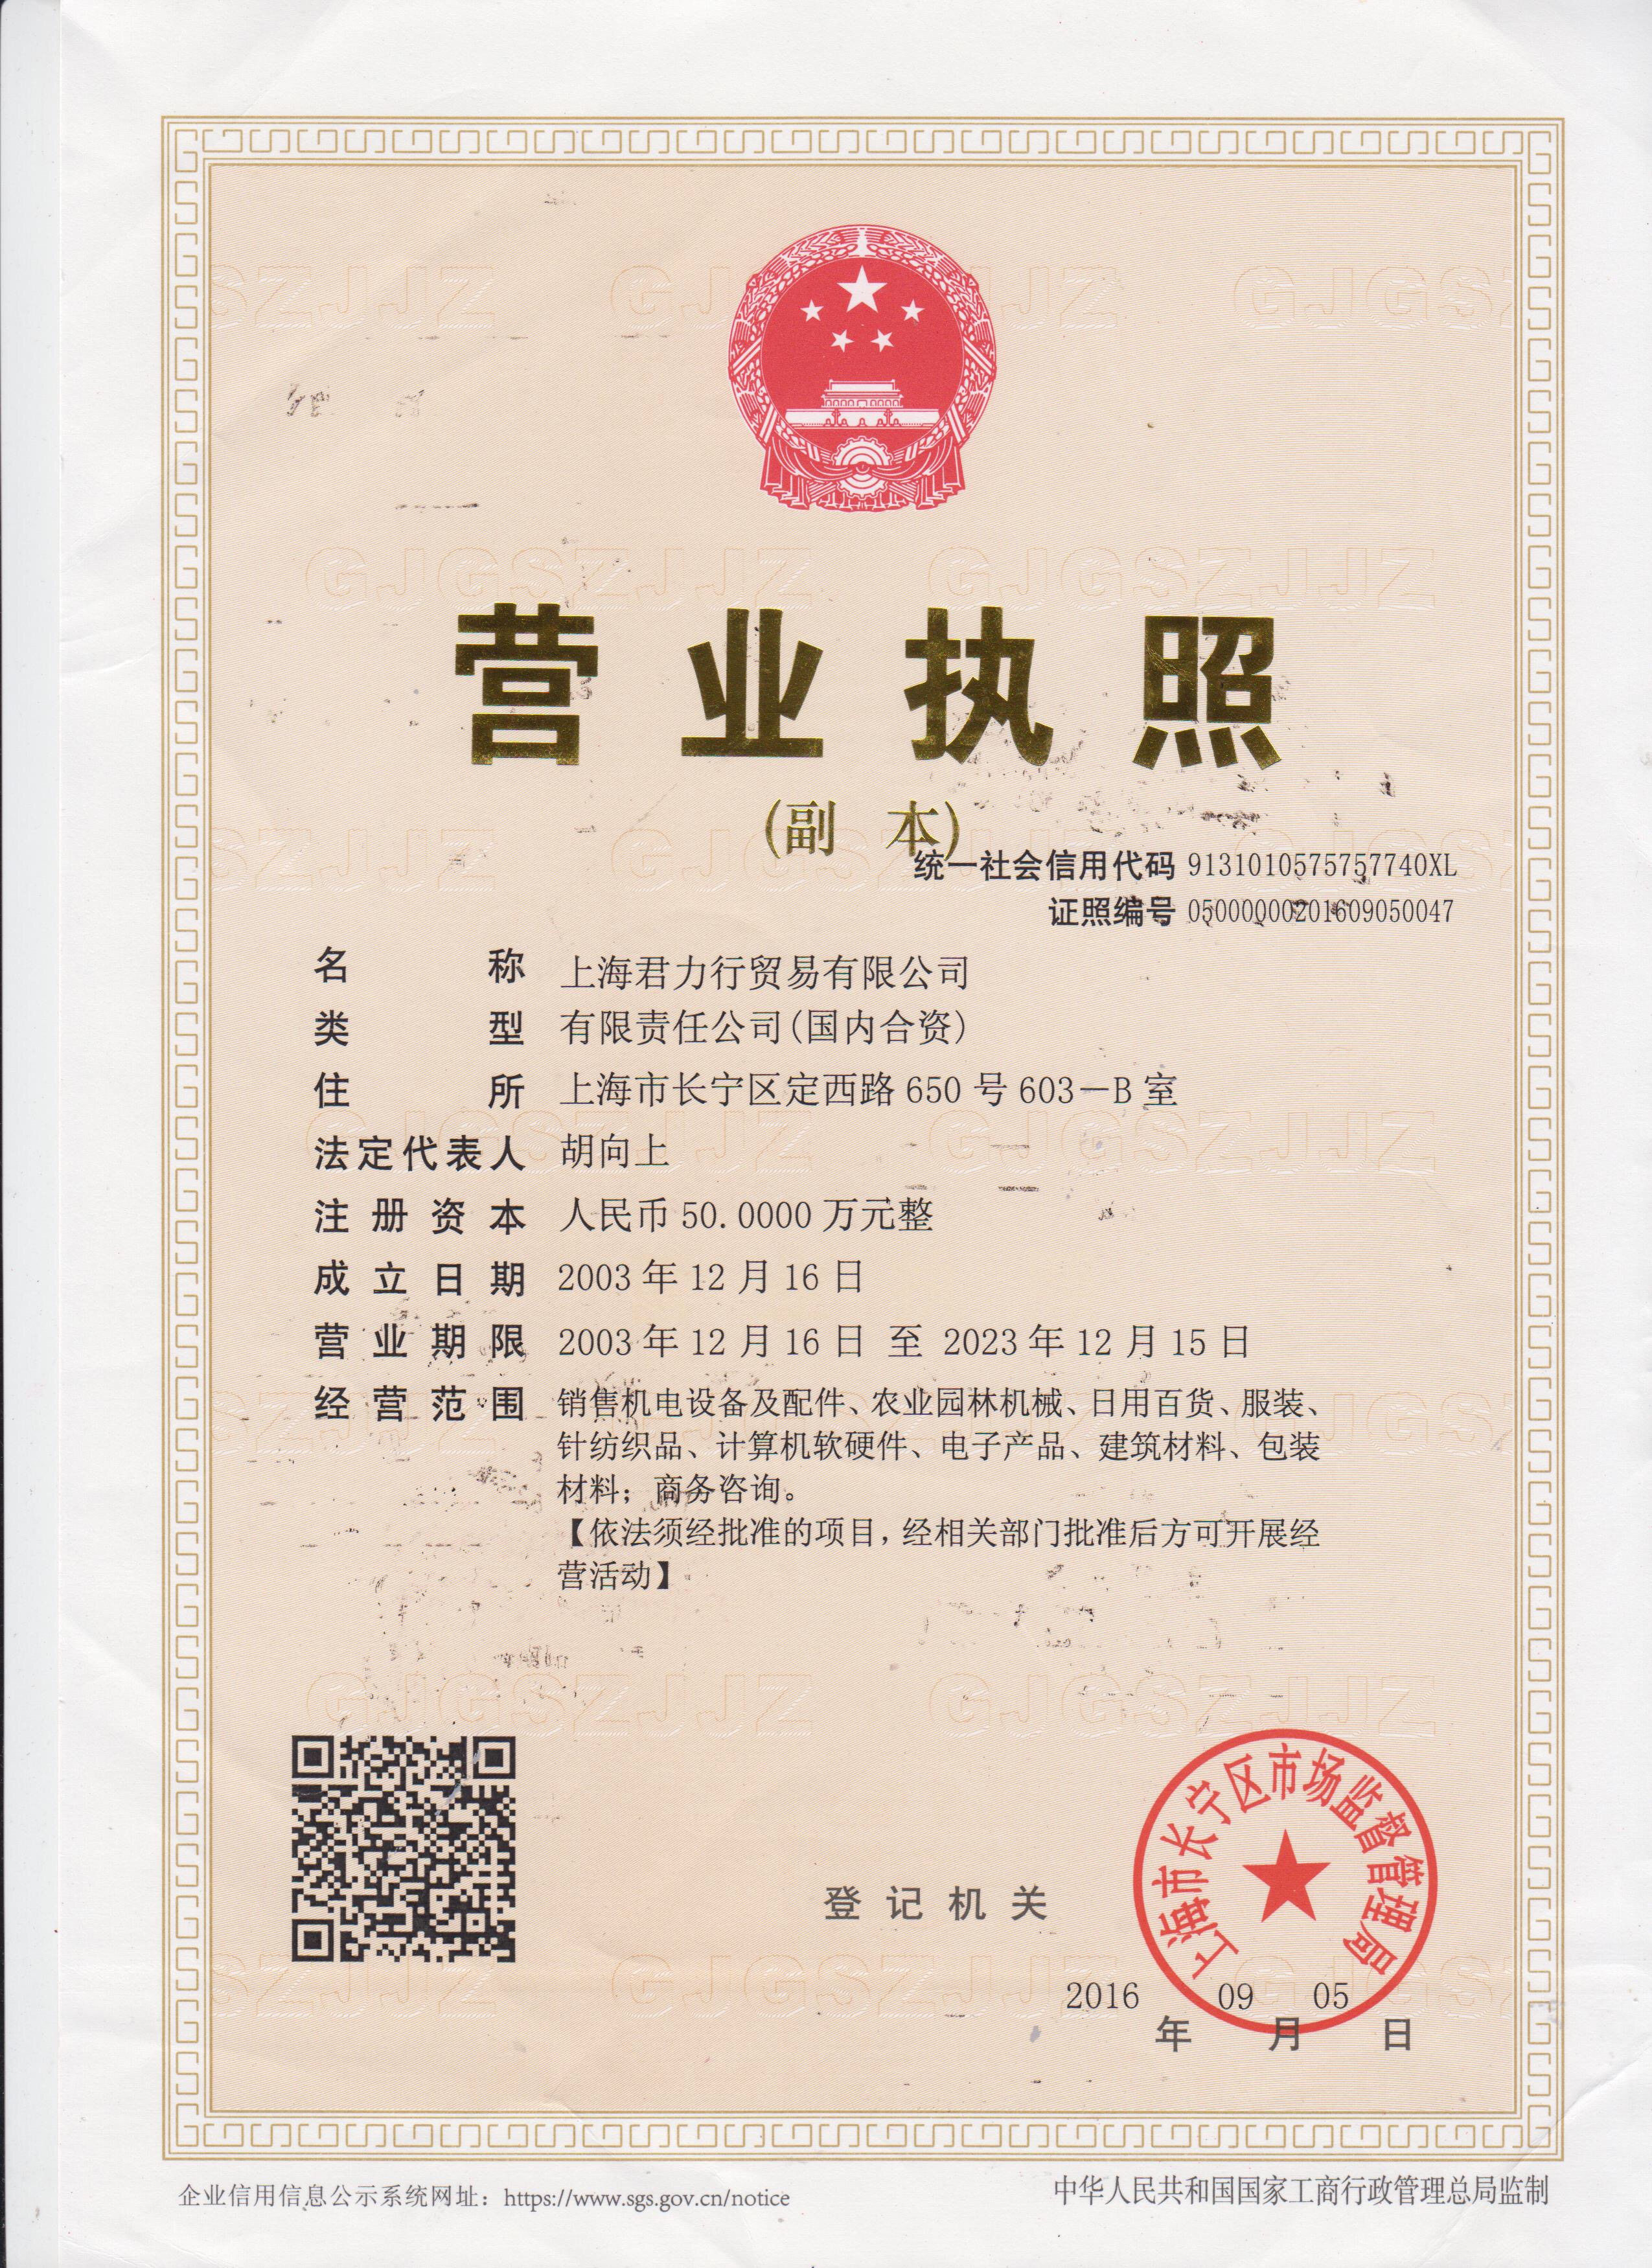 营业执照
(副 本)
统一社会信用代码 9131010575757740XL
证照编号 05000000201609050047
名 称 上海君力行贸易有限公司
类 型 有限责任公司(国内合资)
住 所 上海市长宁区定西路650号603－B室
法定代表人 胡向上
注册资本 人民币50.0000万元整
成立日期 2003年12月16日
营业期限 2003年12月16日 至 2023年12月15日
经营范围 销售机电设备及配件、农业园林机械、日用百货、服装、
针纺织品、计算机软硬件、电子产品、建筑材料、包装
材料；商务咨询。
【依法须经批准的项目，经相关部门批准后方可开展经
营活动】
上海市长宁区市场监督管理局
登记机关
2016年09月05日
企业信用信息公示系统网址：https://www.sgs.gov.cn/notice
中华人民共和国国家工商行政管理总局监制